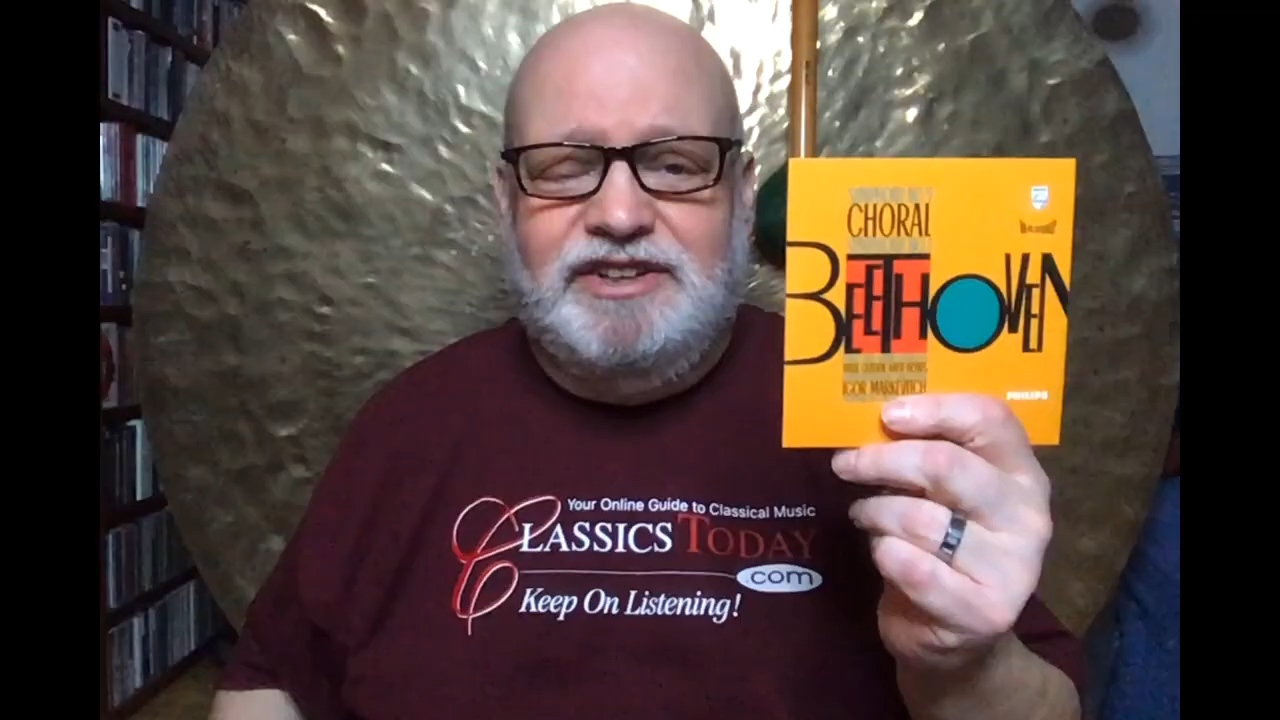 CHORAL
BEETHOVEN
IGOR MARKEVITCH
PHILIPS
Your Online Guide to Classical Music
CLASSICS TODAY
.com
Keep On Listening!